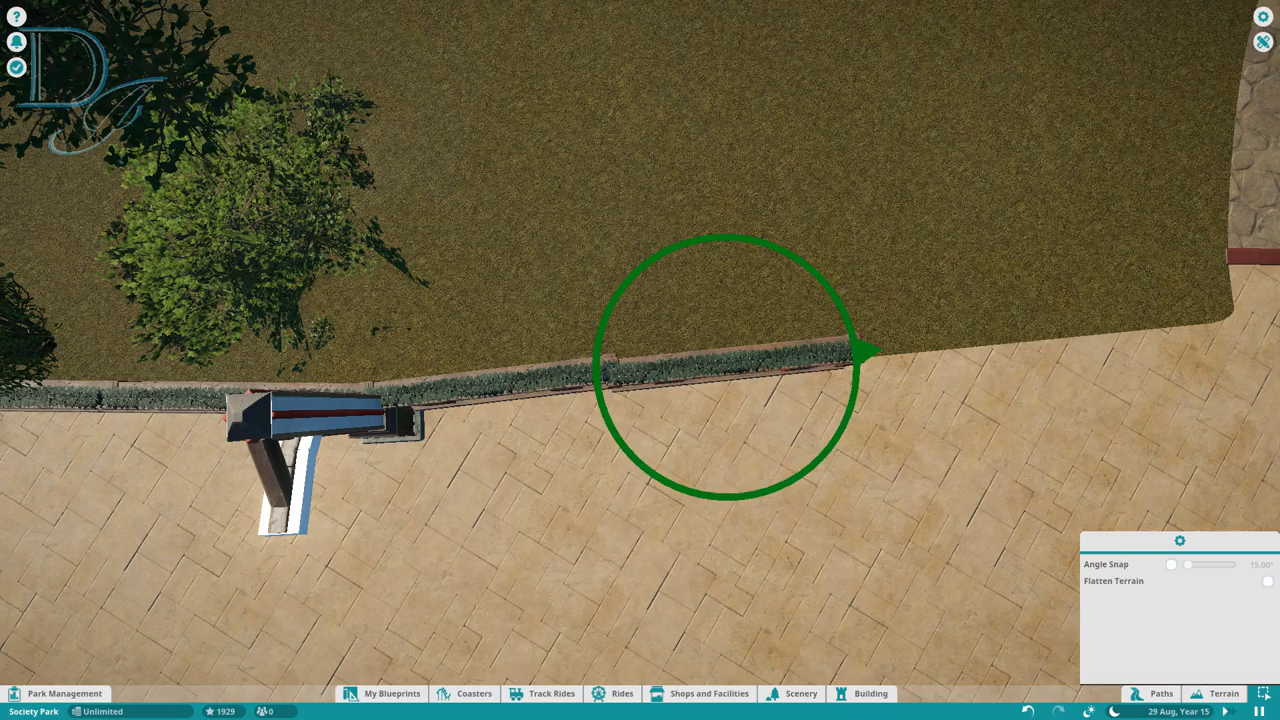 ?
DA
Angle Snap 15.00°
Flatten Terrain
Park Management
My Blueprints
Coasters
Track Rides
Rides
Shops and Facilities
Scenery
Building
Paths
Terrain
Society Park
Unlimited
1929
0
29 Aug, Year 15